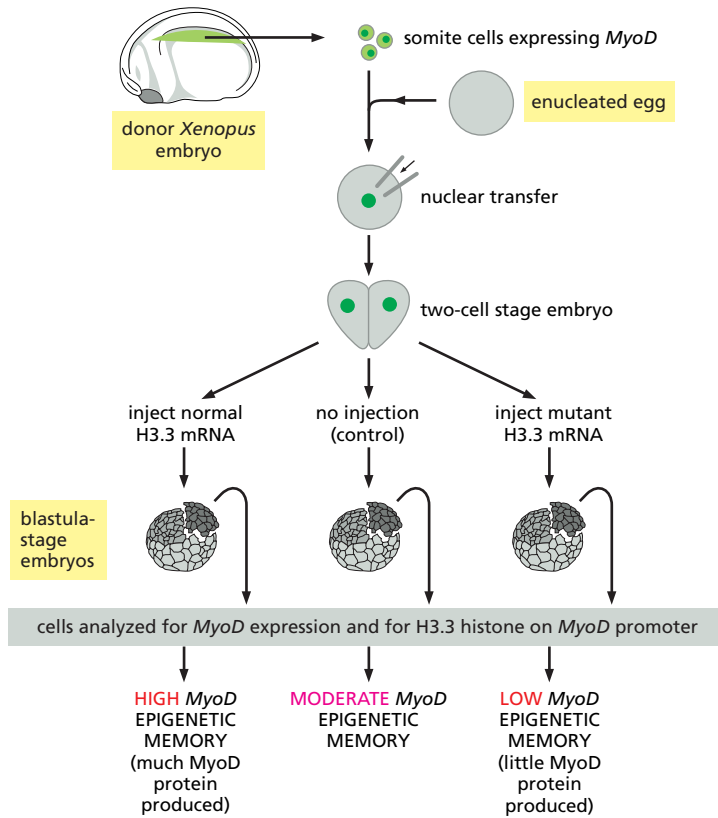 somite cells expressing MyoD
donor Xenopus
embryo
enucleated egg
nuclear transfer
two-cell stage embryo
inject normal
H3.3 mRNA
no injection
(control)
inject mutant
H3.3 mRNA
blastula-
stage
embryos
cells analyzed for MyoD expression and for H3.3 histone on MyoD promoter
HIGH MyoD
EPIGENETIC
MEMORY
(much MyoD
protein
produced)
MODERATE MyoD
EPIGENETIC
MEMORY
LOW MyoD
EPIGENETIC
MEMORY
(little MyoD
protein
produced)